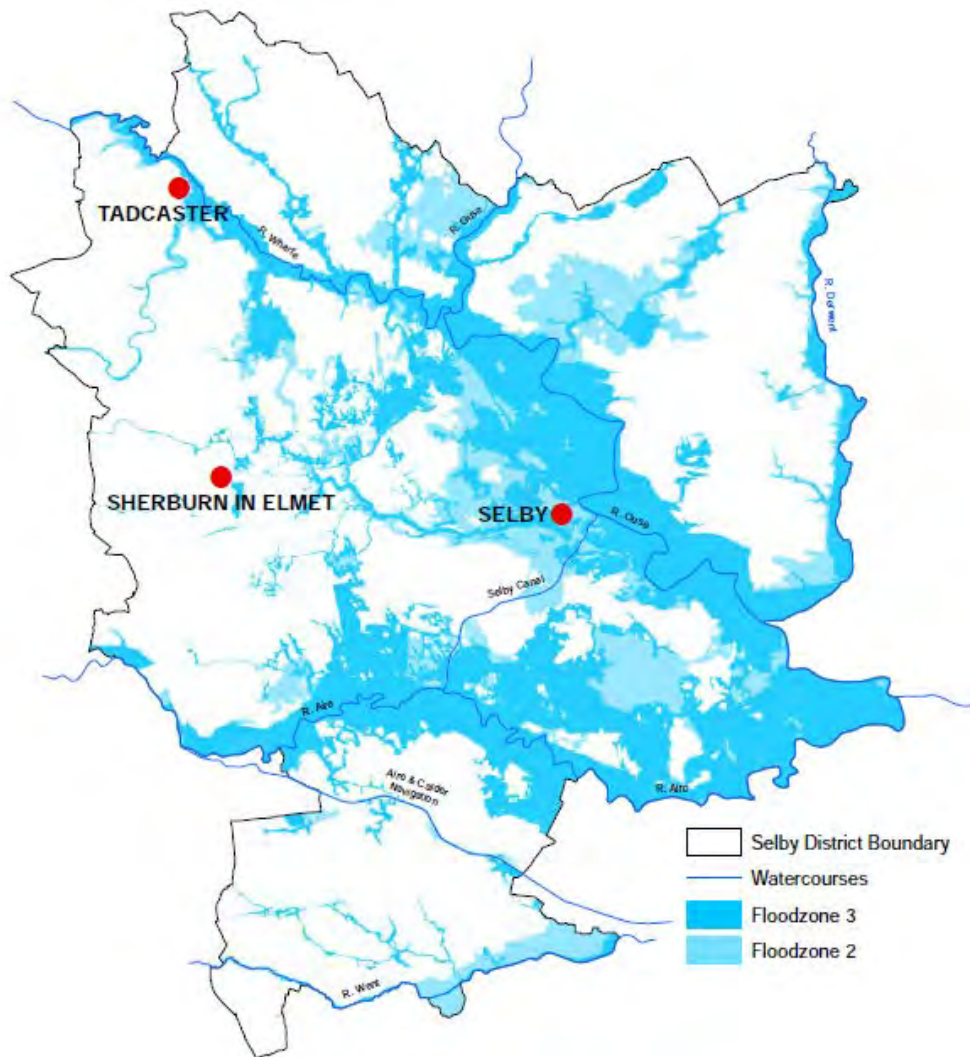 TADCASTER
R. Wharfe
R. Ouse
R. Derwent
SHERBURN IN ELMET
SELBY
R. Ouse
Selby Canal
R. Aire
Aire & Calder
Navigation
R. Aire
R. Went
Selby District Boundary
Watercourses
Floodzone 3
Floodzone 2